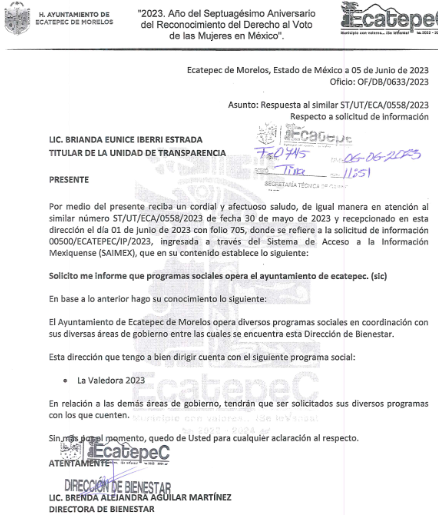 H. AYUNTAMIENTO DE
ECATEPEC DE MORELOS
"2023. Año del Septuagésimo Aniversario
del Reconocimiento del Derecho al Voto
de las Mujeres en México".
Ecatepec
Ecatepec de Morelos, Estado de México a 05 de Junio de 2023
Oficio: OF/DB/0633/2023
Asunto: Respuesta al similar ST/UT/ECA/0558/2023
Respecto a solicitud de información
LIC. BRIANDA EUNICE IBERRI ESTRADA
TITULAR DE LA UNIDAD DE TRANSPARENCIA
Ecatepec
06-06-2023
11:51
SECRETARÍA TÉCNICA
PRESENTE
Por medio del presente reciba un cordial y afectuoso saludo, de igual manera en atención al
similar número ST/UT/ECA/0558/2023 de fecha 30 de mayo de 2023 y recepcionado en esta
dirección el día 01 de junio de 2023 con folio 705, donde se refiere a la solicitud de información
00500/ECATEPEC/IP/2023, ingresada a través del Sistema de Acceso a la Información
Mexiquense (SAIMEX), que en su contenido establece lo siguiente:
Solicito me informe que programas sociales opera el ayuntamiento de ecatepec. (sic)
En base a lo anterior hago su conocimiento lo siguiente:
El Ayuntamiento de Ecatepec de Morelos opera diversos programas sociales en coordinación con
sus diversas áreas de gobierno entre las cuales se encuentra esta Dirección de Bienestar.
Esta dirección que tengo a bien dirigir cuenta con el siguiente programa social:
• La Valedora 2023
Ecatepec
En relación a las demás áreas de gobierno, tendrán que ser solicitados sus diversos programas
con los que cuenten.
Sin más por el momento, quedo de Usted para cualquier aclaración al respecto.
Ecatepec
ATENTAMENTE
DIRECCIÓN DE BIENESTAR
LIC. BRENDA ALEJANDRA AGUILAR MARTÍNEZ
DIRECTORA DE BIENESTAR